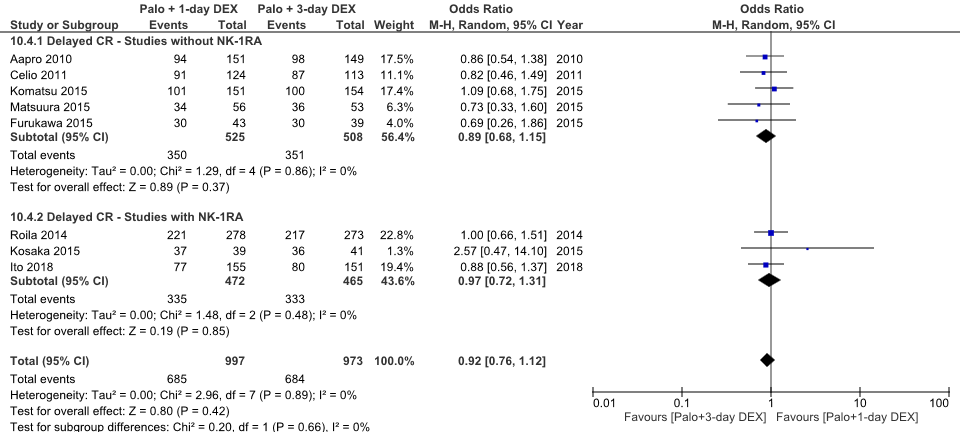 Palo + 1-day DEX Palo + 3-day DEX Odds Ratio Odds Ratio
Study or Subgroup Events Total Events Total Weight M-H, Random, 95% CI Year M-H, Random, 95% CI
10.4.1 Delayed CR - Studies without NK-1RA
Aapro 2010 94 151 98 149 17.5% 0.86 [0.54, 1.38] 2010
Celio 2011 91 124 87 113 11.1% 0.82 [0.46, 1.49] 2011
Komatsu 2015 101 151 100 154 17.4% 1.09 [0.68, 1.75] 2015
Matsuura 2015 34 56 36 53 6.3% 0.73 [0.33, 1.60] 2015
Furukawa 2015 30 43 30 39 4.0% 0.69 [0.26, 1.86] 2015
Subtotal (95% CI) 525 508 56.4% 0.89 [0.68, 1.15]
Total events 350 351
Heterogeneity: Tau² = 0.00; Chi² = 1.29, df = 4 (P = 0.86); I² = 0%
Test for overall effect: Z = 0.89 (P = 0.37)
10.4.2 Delayed CR - Studies with NK-1RA
Roila 2014 221 278 217 273 22.8% 1.00 [0.66, 1.51] 2014
Kosaka 2015 37 39 36 41 1.3% 2.57 [0.47, 14.10] 2015
Ito 2018 77 155 80 151 19.4% 0.88 [0.56, 1.37] 2018
Subtotal (95% CI) 472 465 43.6% 0.97 [0.72, 1.31]
Total events 335 333
Heterogeneity: Tau² = 0.00; Chi² = 1.48, df = 2 (P = 0.48); I² = 0%
Test for overall effect: Z = 0.19 (P = 0.85)
Total (95% CI) 997 973 100.0% 0.92 [0.76, 1.12]
Total events 685 684
Heterogeneity: Tau² = 0.00; Chi² = 2.96, df = 7 (P = 0.89); I² = 0%
Test for overall effect: Z = 0.80 (P = 0.42)
Test for subgroup differences: Chi² = 0.20, df = 1 (P = 0.66), I² = 0%
0.01 0.1 1 10 100
Favours [Palo+3-day DEX] Favours [Palo+1-day DEX]